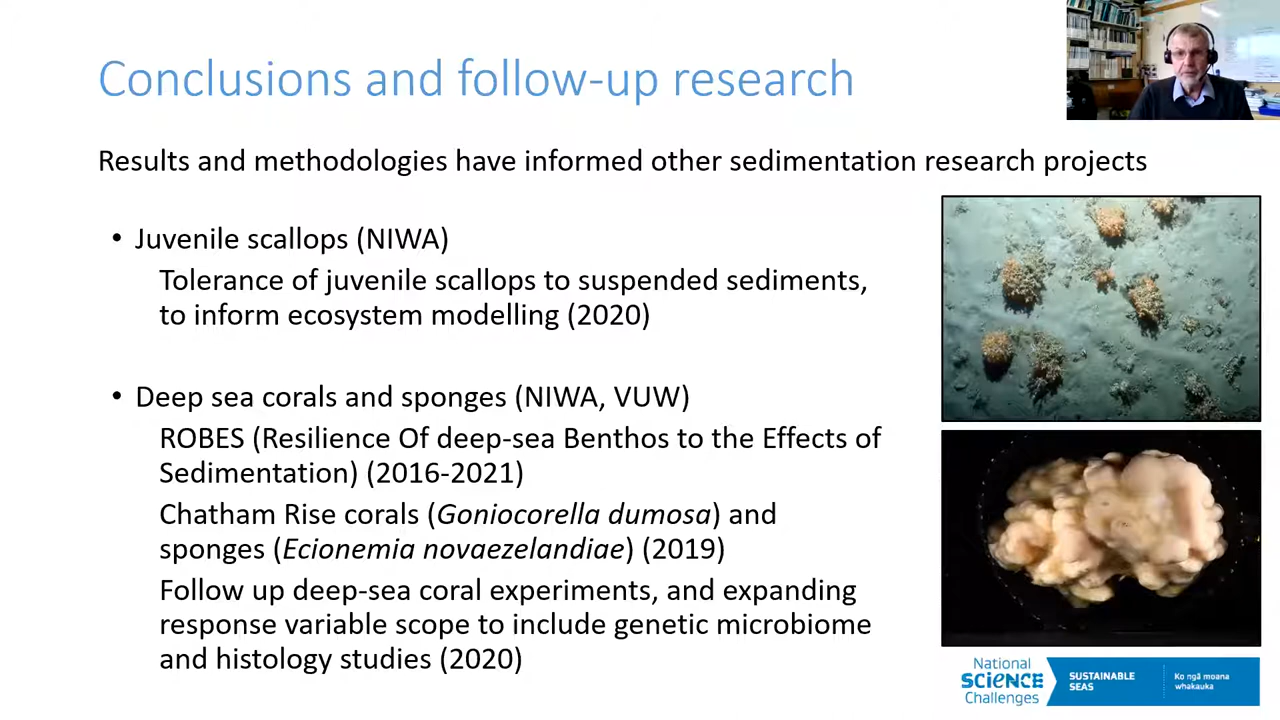 Conclusions and follow-up research
Results and methodologies have informed other sedimentation research projects
• Juvenile scallops (NIWA)
Tolerance of juvenile scallops to suspended sediments,
to inform ecosystem modelling (2020)
• Deep sea corals and sponges (NIWA, VUW)
ROBES (Resilience Of deep-sea Benthos to the Effects of
Sedimentation) (2016-2021)
Chatham Rise corals (Goniocorella dumosa) and
sponges (Ecionemia novaezelandiae) (2019)
Follow up deep-sea coral experiments, and expanding
response variable scope to include genetic microbiome
and histology studies (2020)
National
SCIENCE
Challenges
SUSTAINABLE
SEAS
Ko ngā moana
whakauka